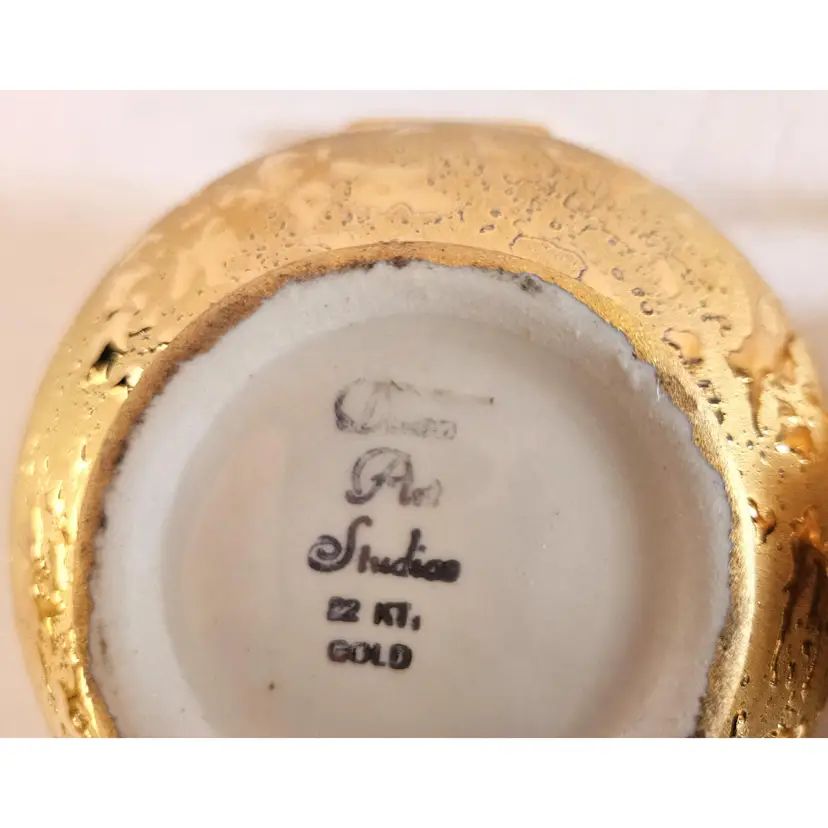 Art
Studios
22 KT.
GOLD